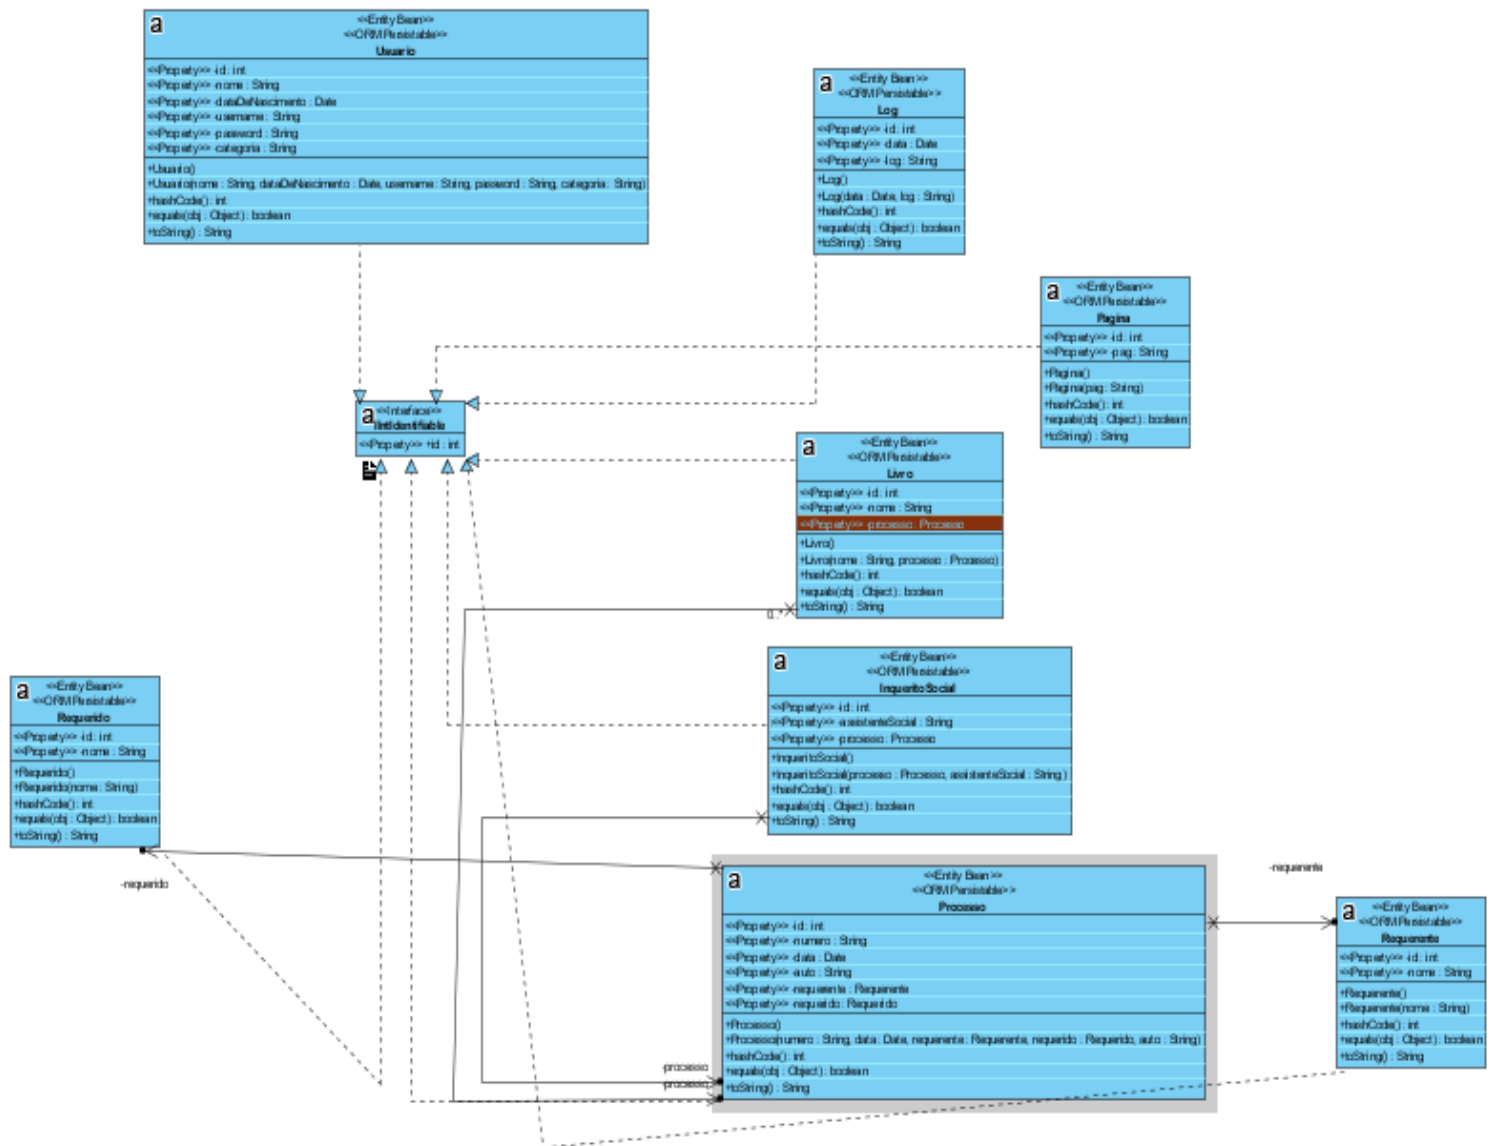 a
<<Entity Bean>>
<<ORM Persistable>>
Usuario
<<Property>> -id : int
<<Property>> -nome : String
<<Property>> -dataDeNascimento : Date
<<Property>> -username : String
<<Property>> -password : String
<<Property>> -categoria : String
+Usuario()
+Usuario(nome : String, dataDeNascimento : Date, username : String, password : String, categoria : String)
+hashCode() : int
+equals(obj : Object) : boolean
+toString() : String
a
<<Entity Bean>>
<<ORM Persistable>>
Log
<<Property>> -id : int
<<Property>> -data : Date
<<Property>> -log : String
+Log()
+Log(data : Date, log : String)
+hashCode() : int
+equals(obj : Object) : boolean
+toString() : String
a
<<Entity Bean>>
<<ORM Persistable>>
Pagina
<<Property>> -id : int
<<Property>> -pag : String
+Pagina()
+Pagina(pag : String)
+hashCode() : int
+equals(obj : Object) : boolean
+toString() : String
a
<<Interface>>
IIntIdentifiable
<<Property>> +id : int
a
<<Entity Bean>>
<<ORM Persistable>>
Livro
<<Property>> -id : int
<<Property>> -nome : String
<<Property>> -processo : Processo
+Livro()
+Livro(nome : String, processo : Processo)
+hashCode() : int
+equals(obj : Object) : boolean
+toString() : String
0..*
a
<<Entity Bean>>
<<ORM Persistable>>
InqueritoSocial
<<Property>> -id : int
<<Property>> -assistenteSocial : String
<<Property>> -processo : Processo
+InqueritoSocial()
+InqueritoSocial(processo : Processo, assistenteSocial : String)
+hashCode() : int
+equals(obj : Object) : boolean
+toString() : String
a
<<Entity Bean>>
<<ORM Persistable>>
Requerido
<<Property>> -id : int
<<Property>> -nome : String
+Requerido()
+Requerido(nome : String)
+hashCode() : int
+equals(obj : Object) : boolean
+toString() : String
-requerido
a
<<Entity Bean>>
<<ORM Persistable>>
Processo
<<Property>> -id : int
<<Property>> -numero : String
<<Property>> -data : Date
<<Property>> -auto : String
<<Property>> -requerente : Requerente
<<Property>> -requerido : Requerido
+Processo()
+Processo(numero : String, data : Date, requerente : Requerente, requerido : Requerido, auto : String)
+hashCode() : int
+equals(obj : Object) : boolean
+toString() : String
-processo
-processo
-requerente
a
<<Entity Bean>>
<<ORM Persistable>>
Requerente
<<Property>> -id : int
<<Property>> -nome : String
+Requerente()
+Requerente(nome : String)
+hashCode() : int
+equals(obj : Object) : boolean
+toString() : String